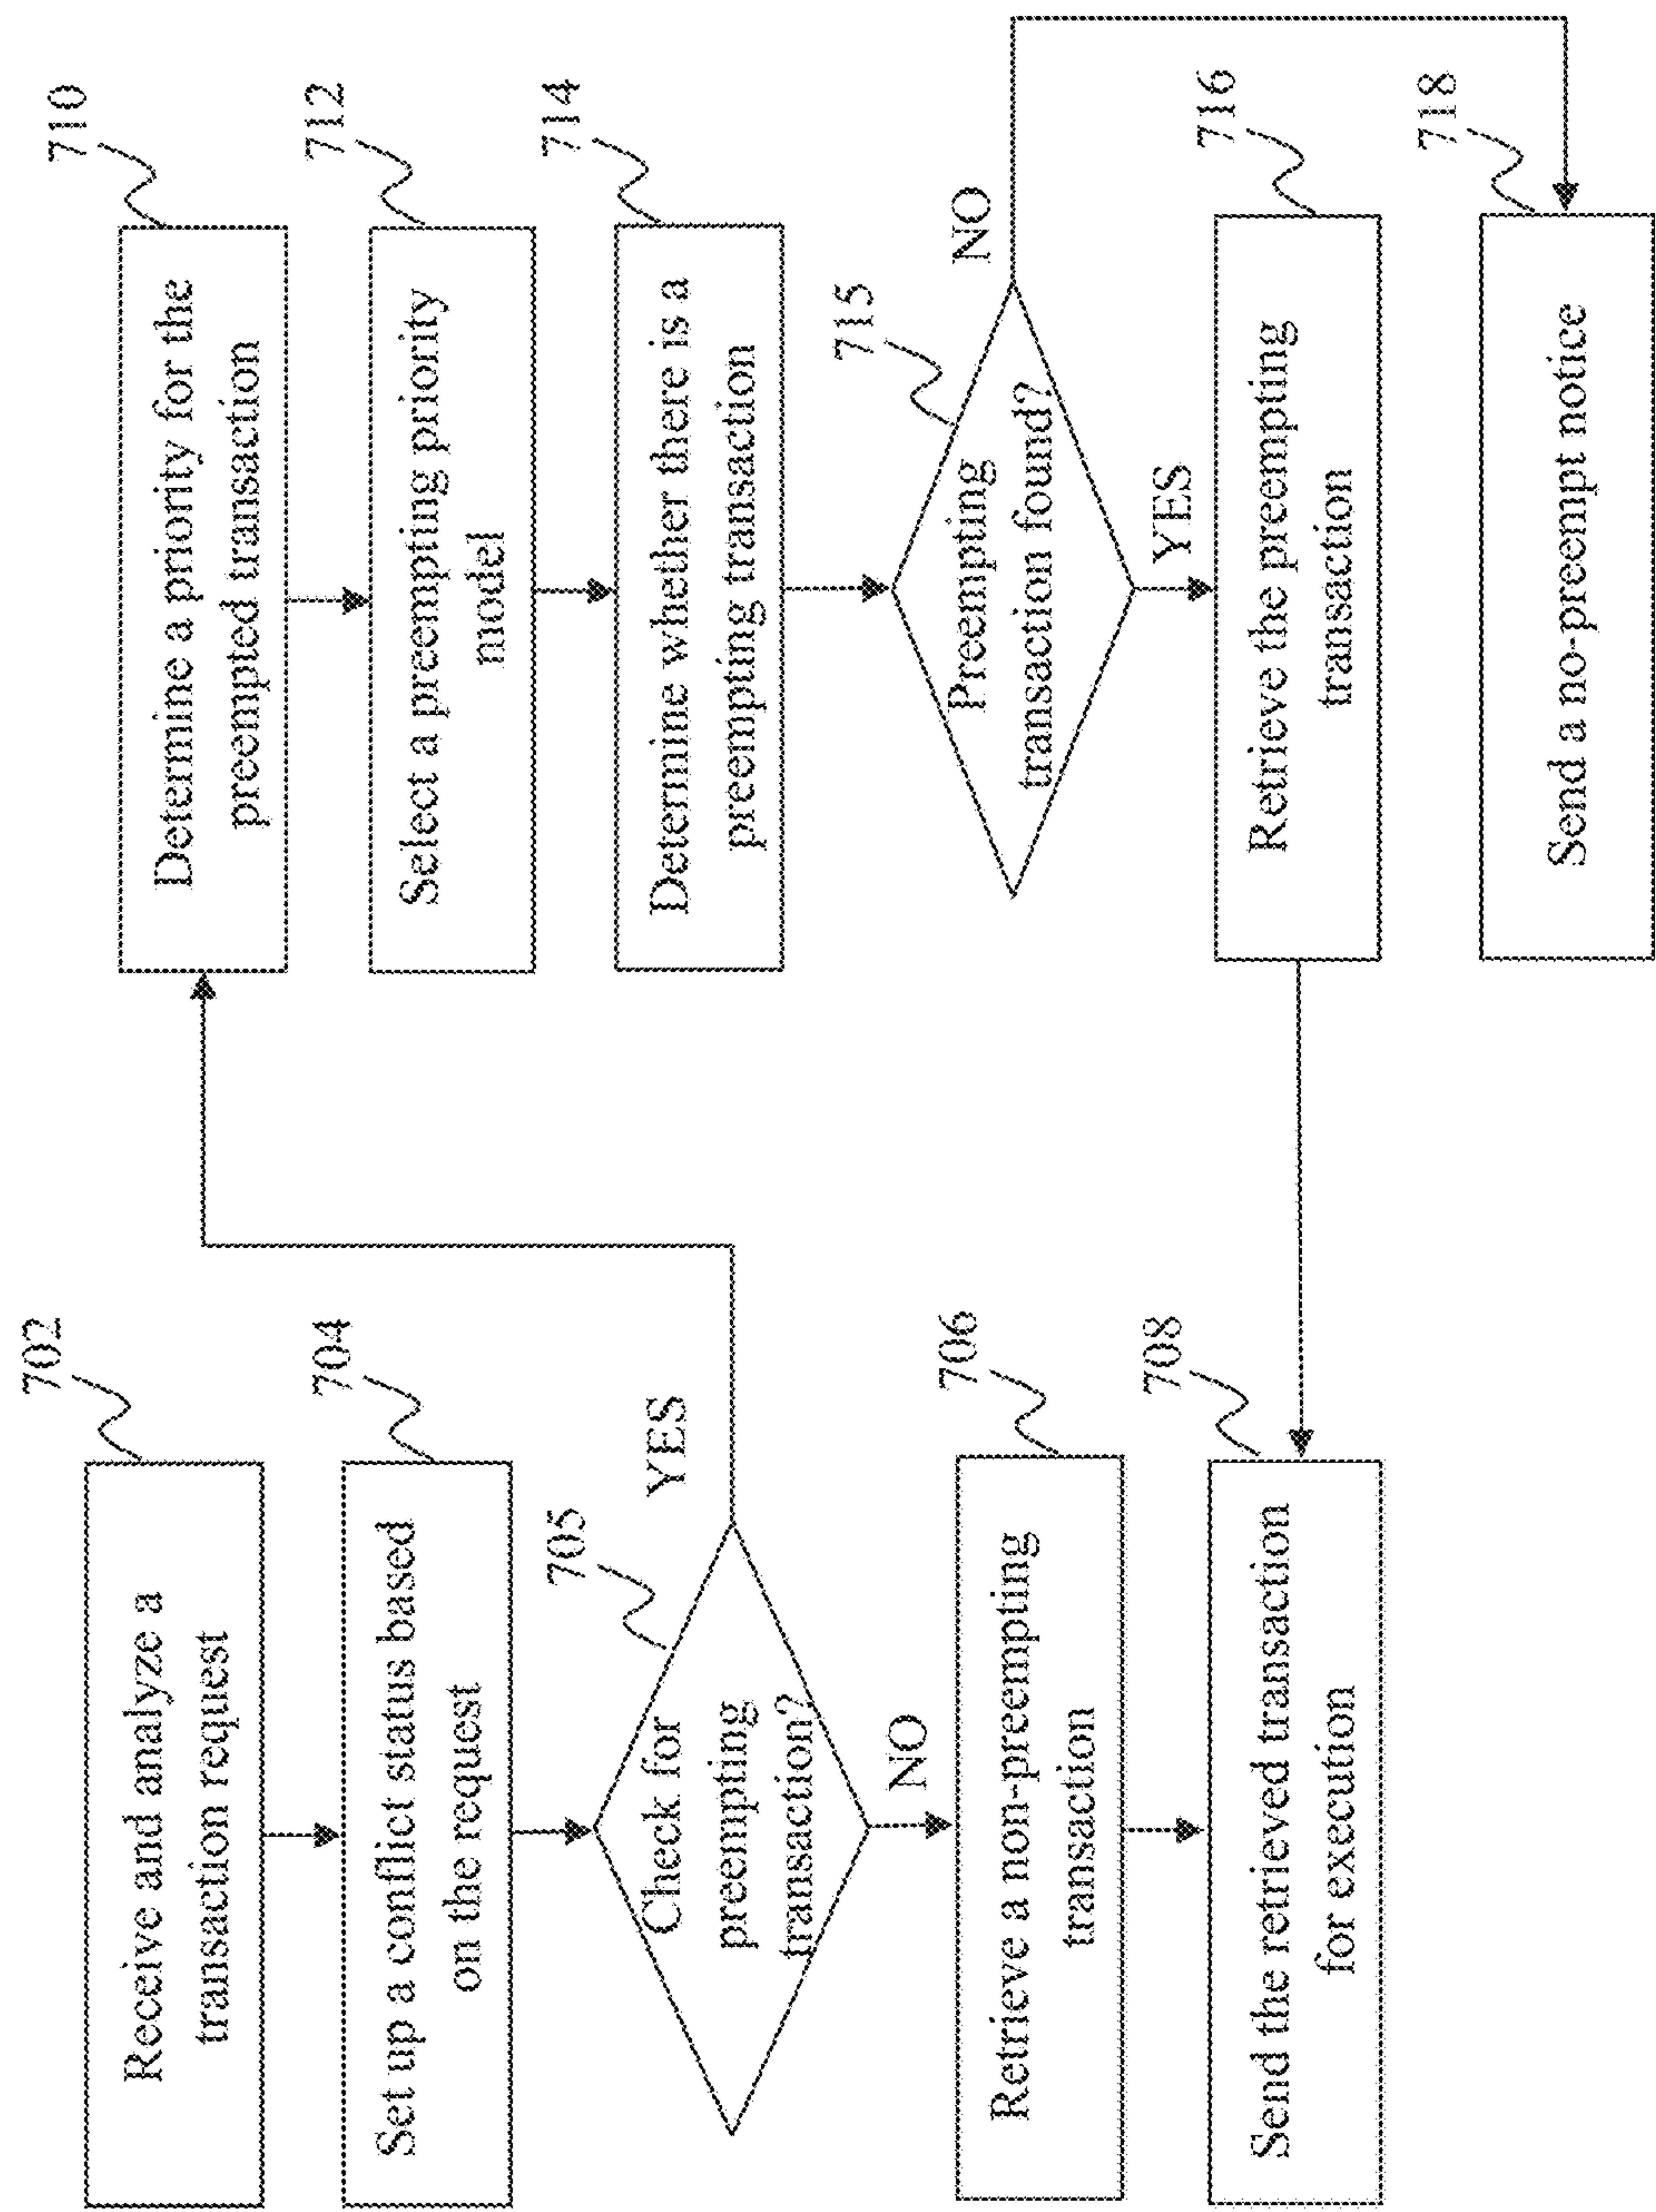 702
Receive and analyze a
transaction request
704
Set up a conflict status based
on the request
705
Check for
preempting
transaction?
YES
NO
706
Retrieve a non-preempting
transaction
708
Send the retrieved transaction
for execution
710
Determine a priority for the
preempted transaction
712
Select a preempting priority
model
714
Determine whether there is a
preempting transaction
715
Preempting
transaction found?
NO
YES
716
Retrieve the preempting
transaction
718
Send a no-preempt notice